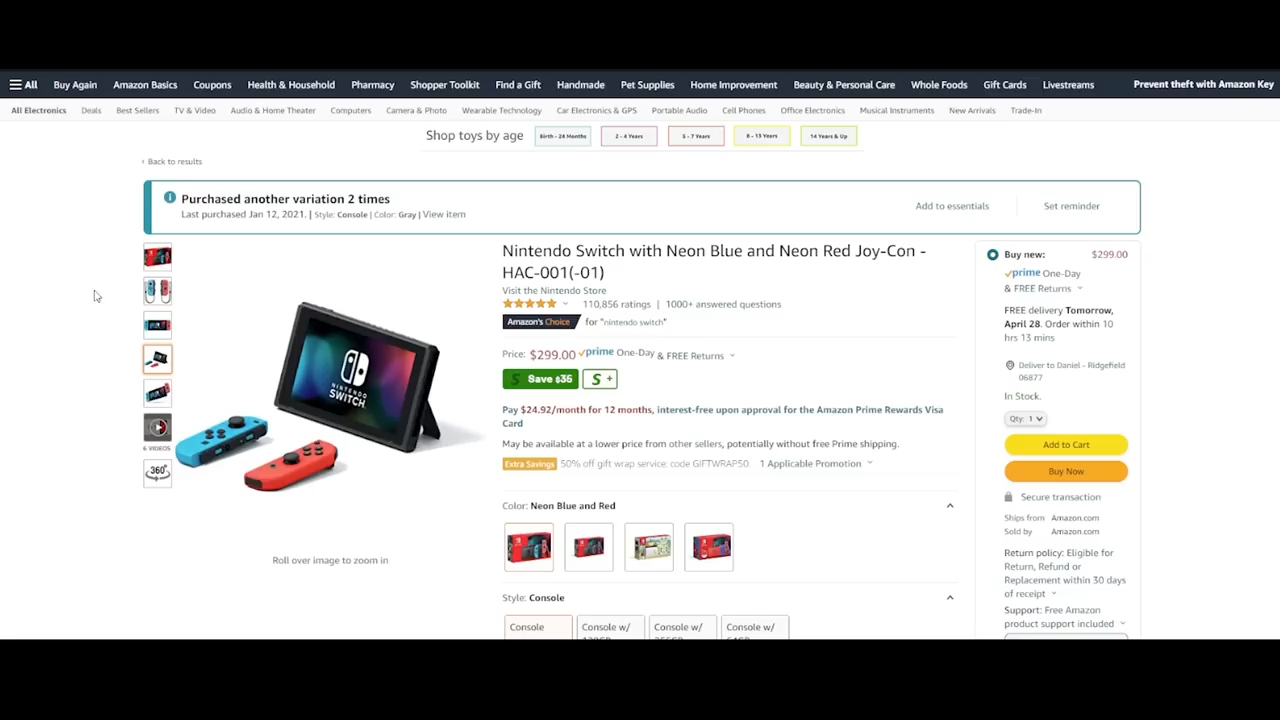 All Buy Again Amazon Basics Coupons Health & Household Pharmacy Shopper Toolkit Find a Gift Handmade Pet Supplies Home Improvement Beauty & Personal Care Whole Foods Gift Cards Livestreams Prevent theft with Amazon Key
All Electronics Deals Best Sellers TV & Video Audio & Home Theater Computers Camera & Photo Wearable Technology Car Electronics & GPS Portable Audio Cell Phones Office Electronics Musical Instruments New Arrivals Trade-In
Shop toys by age Birth - 24 Months 2 - 4 Years 5 - 7 Years 8 - 13 Years 14 Years & Up
‹ Back to results
Purchased another variation 2 times
Last purchased Jan 12, 2021. | Style: Console | Color: Gray | View item
Add to essentials Set reminder
6 VIDEOS
360°
NINTENDO
SWITCH
Roll over image to zoom in
Nintendo Switch with Neon Blue and Neon Red Joy-Con -
HAC-001(-01)
Visit the Nintendo Store
110,856 ratings | 1000+ answered questions
Amazon's Choice for "nintendo switch"
Price: $299.00 prime One-Day & FREE Returns
S Save $35 S +
Pay $24.92/month for 12 months, interest-free upon approval for the Amazon Prime Rewards Visa
Card
May be available at a lower price from other sellers, potentially without free Prime shipping.
Extra Savings 50% off gift wrap service: code GIFTWRAP50. 1 Applicable Promotion
Color: Neon Blue and Red
Style: Console
Console Console w/ Console w/ Console w/
128GB 256GB 64GB
Buy new: $299.00
prime One-Day
& FREE Returns
FREE delivery Tomorrow,
April 28. Order within 10
hrs 13 mins
Deliver to Daniel - Ridgefield
06877
In Stock.
Qty: 1
Add to Cart
Buy Now
Secure transaction
Ships from Amazon.com
Sold by Amazon.com
Return policy: Eligible for
Return, Refund or
Replacement within 30 days
of receipt
Support: Free Amazon
product support included